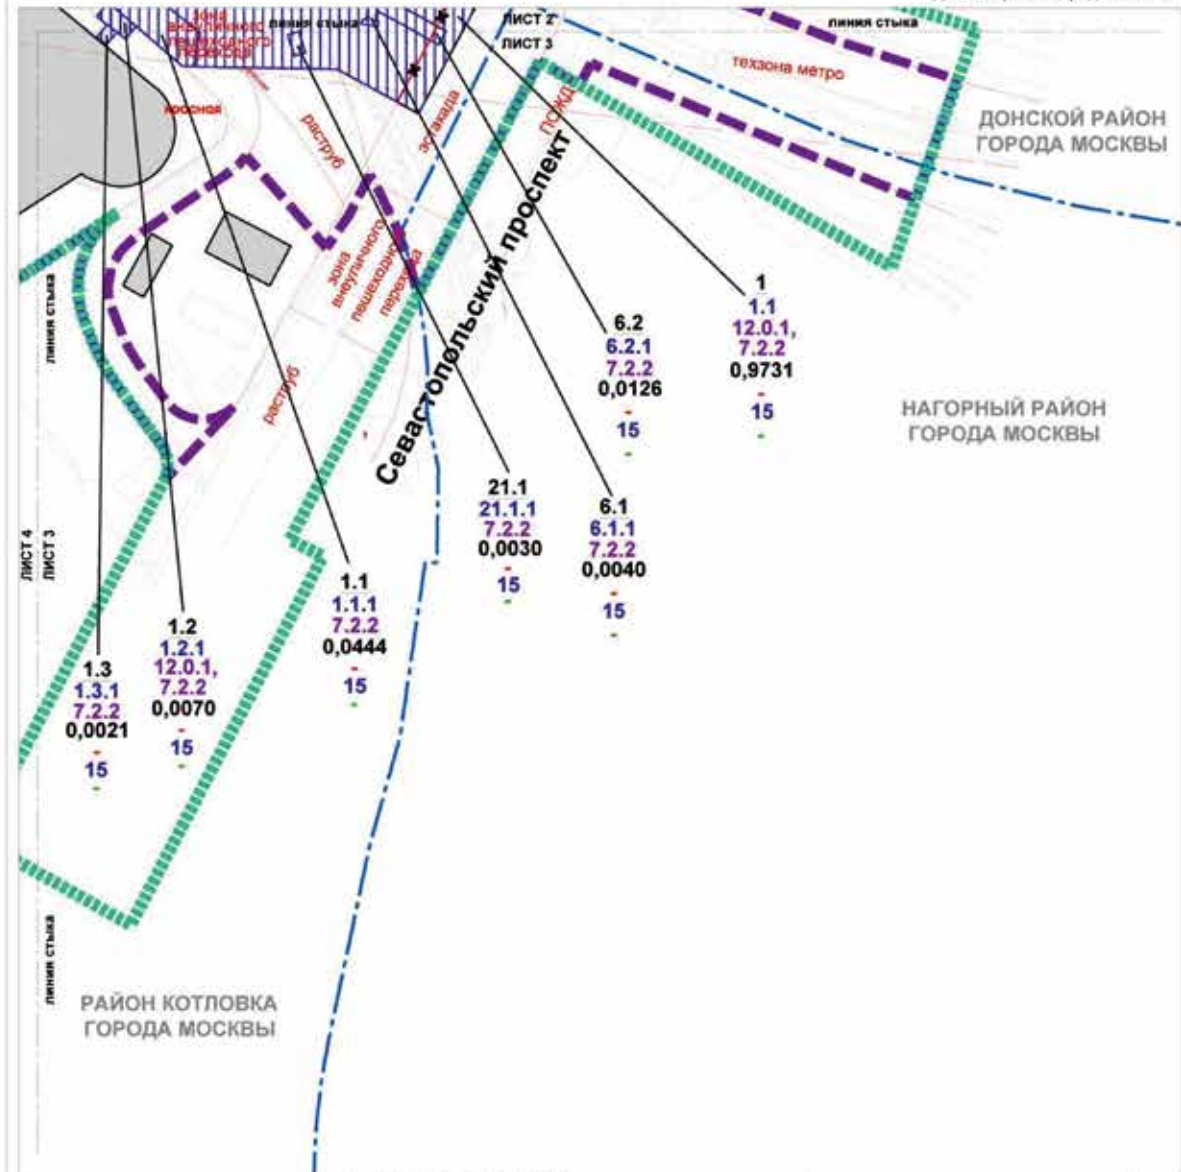 линия стыка
ЛИСТ 2
линия стыка
ЛИСТ 3
зона
внеуличного
пешеходного
перехода
красная
раструб
эстакада
техзона метро
ДОНСКОЙ РАЙОН
ГОРОДА МОСКВЫ
зона
внеуличного
пешеходного
перехода
Севастопольский проспект
линия стыка
раструб
1
1.1
12.0.1,
7.2.2
0,9731
-
15
-
6.2
6.2.1
7.2.2
0,0126
-
15
-
НАГОРНЫЙ РАЙОН
ГОРОДА МОСКВЫ
21.1
21.1.1
7.2.2
0,0030
-
15
-
6.1
6.1.1
7.2.2
0,0040
-
15
-
ЛИСТ 4
ЛИСТ 3
1.1
1.1.1
7.2.2
0,0444
-
15
-
1.2
1.2.1
12.0.1,
7.2.2
0,0070
-
15
-
1.3
1.3.1
7.2.2
0,0021
-
15
-
линия стыка
РАЙОН КОТЛОВКА
ГОРОДА МОСКВЫ